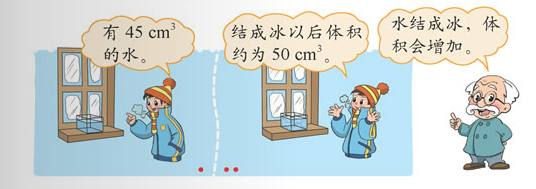 有 45 cm³
的水。
结成冰以后体积
约为 50 cm³。
水结成冰，体
积会增加。